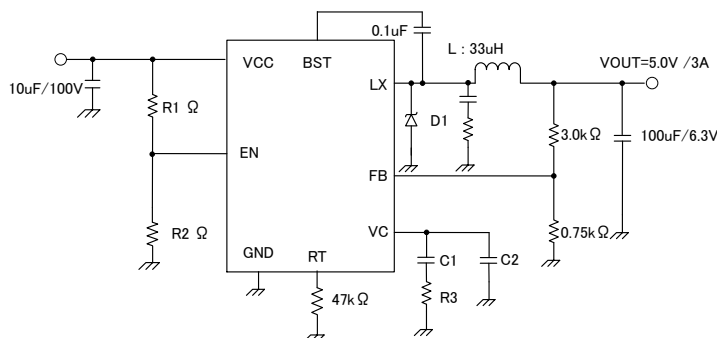 0.1uF
L : 33uH
VOUT=5.0V /3A
VCC
BST
10uF/100V
LX
R1 Ω
D1
3.0kΩ
100uF/6.3V
EN
FB
R2 Ω
0.75kΩ
VC
GND
RT
C1
C2
47kΩ
R3